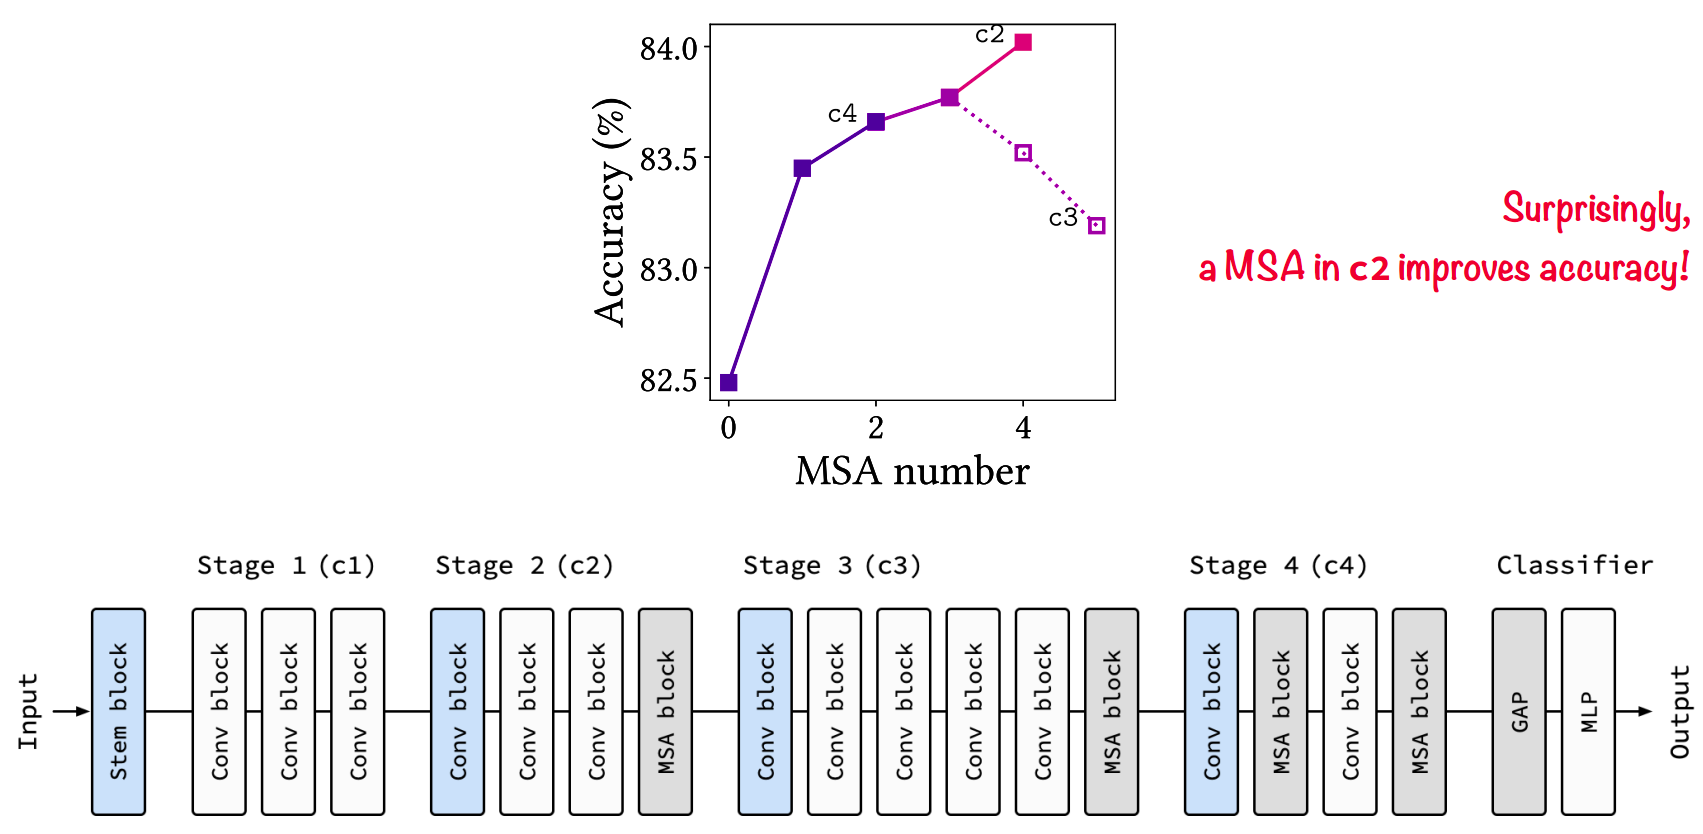 84.0
83.5
83.0
82.5
Accuracy (%)
c2
c4
c3
0 2 4
MSA number
Surprisingly,
a MSA in c2 improves accuracy!
Stage 1 (c1) Stage 2 (c2) Stage 3 (c3) Stage 4 (c4) Classifier
Input
Stem block
Conv block
Conv block
Conv block
Conv block
Conv block
Conv block
MSA block
Conv block
Conv block
Conv block
Conv block
Conv block
MSA block
Conv block
MSA block
Conv block
MSA block
GAP
MLP
Output